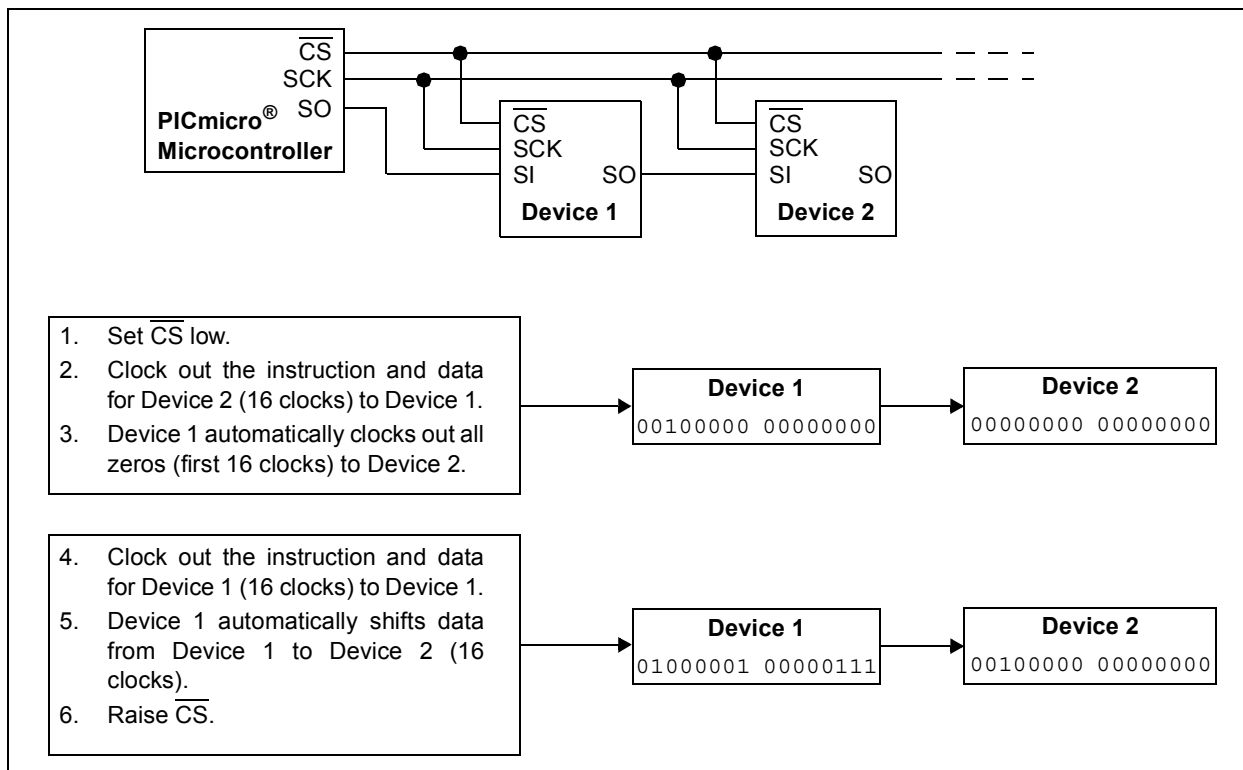 CS
SCK
SO
PICmicro®
Microcontroller
CS
SCK
SI SO
Device 1
CS
SCK
SI SO
Device 2
1. Set CS low.
2. Clock out the instruction and data
for Device 2 (16 clocks) to Device 1.
3. Device 1 automatically clocks out all
zeros (first 16 clocks) to Device 2.
Device 1
00100000 00000000
Device 2
00000000 00000000
4. Clock out the instruction and data
for Device 1 (16 clocks) to Device 1.
5. Device 1 automatically shifts data
from Device 1 to Device 2 (16
clocks).
6. Raise CS.
Device 1
01000001 00000111
Device 2
00100000 00000000